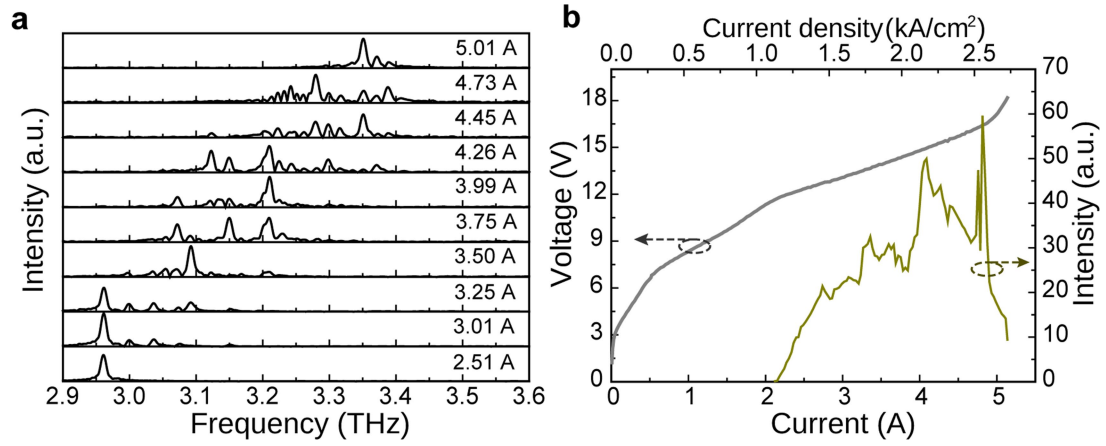 a
5.01 A
4.73 A
4.45 A
4.26 A
3.99 A
3.75 A
3.50 A
3.25 A
3.01 A
2.51 A
Intensity (a.u.)
2.9 3.0 3.1 3.2 3.3 3.4 3.5 3.6
Frequency (THz)
b
Current density(kA/cm²)
0.0 0.5 1.1 1.5 2.1 2.5
18
15
12
9
6
3
0
Voltage (V)
70
60
50
40
30
20
10
0
Intensity (a.u.)
0 1 2 3 4 5
Current (A)